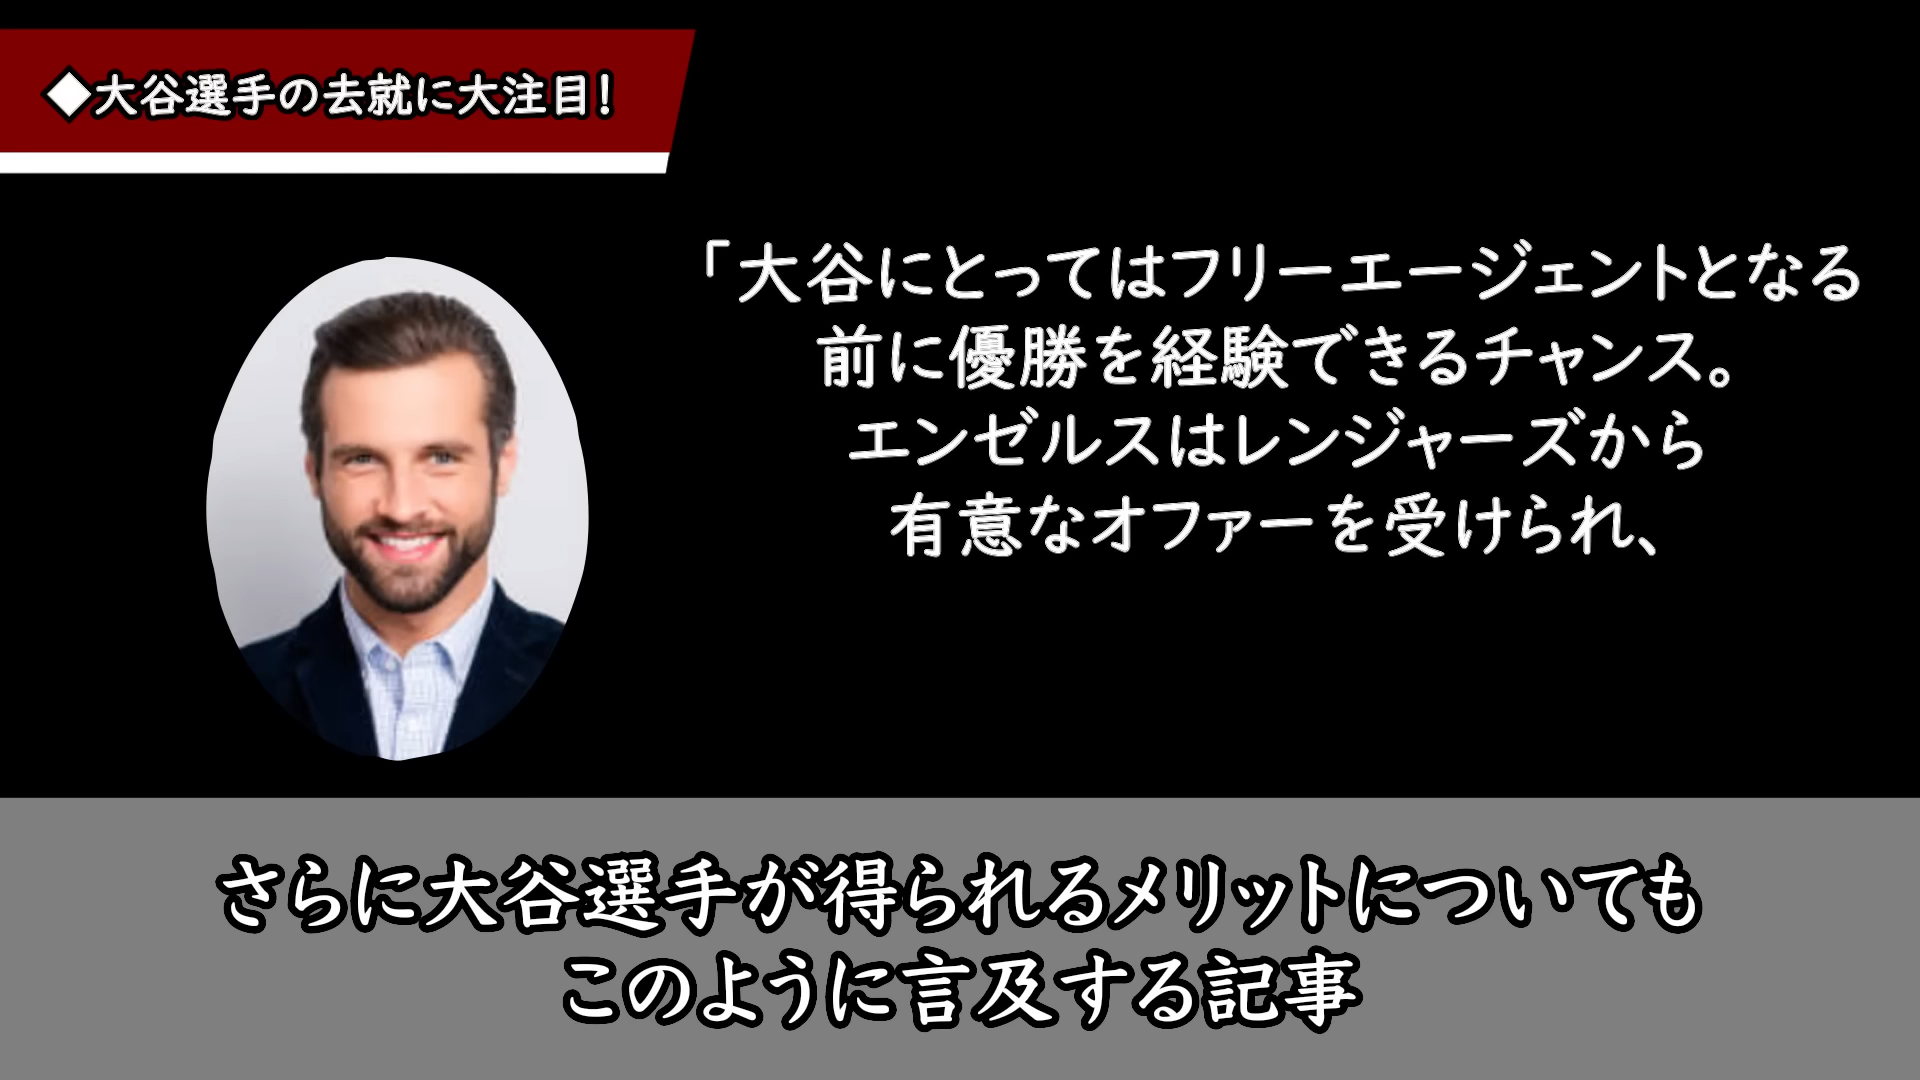 ◆大谷選手の去就に大注目!
「大谷にとってはフリーエージェントとなる
前に優勝を経験できるチャンス。
エンゼルスはレンジャーズから
有意なオファーを受けられ、
さらに大谷選手が得られるメリットについても
このように言及する記事